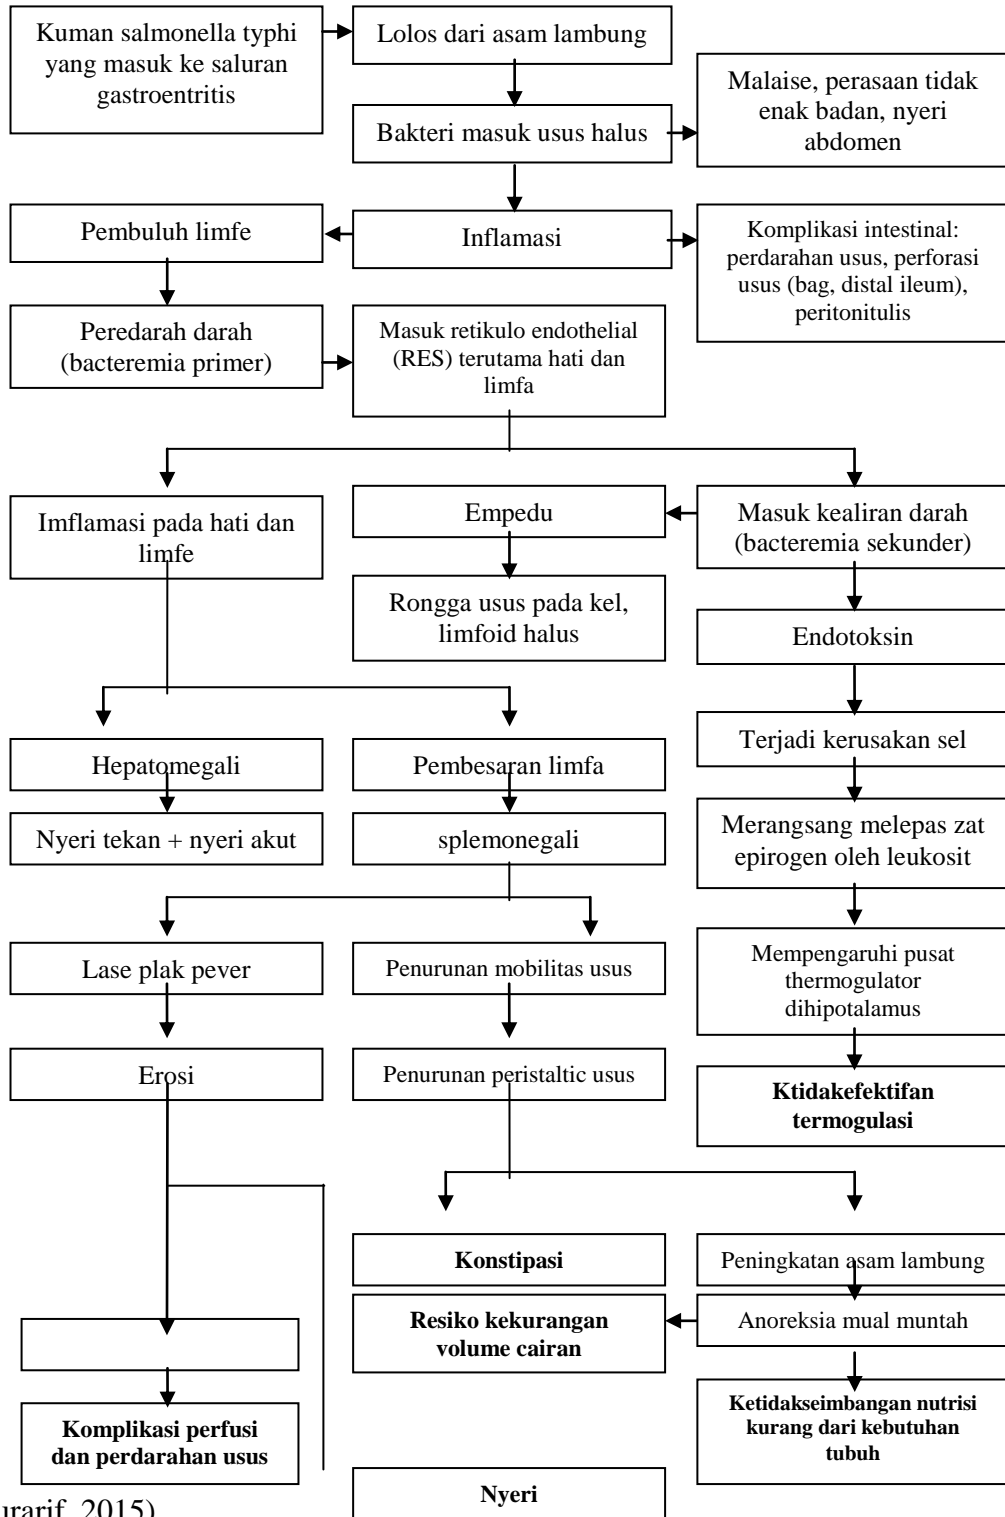 Kuman salmonella typhi
yang masuk ke saluran
gastroentritis
Lolos dari asam lambung
Malaise, perasaan tidak
enak badan, nyeri
abdomen
Bakteri masuk usus halus
Pembuluh limfe
Inflamasi
Komplikasi intestinal:
perdarahan usus, perforasi
usus (bag, distal ileum),
peritonitulis
Peredarah darah
(bacteremia primer)
Masuk retikulo endothelial
(RES) terutama hati dan
limfa
Imflamasi pada hati dan
limfe
Empedu
Masuk kealiran darah
(bacteremia sekunder)
Rongga usus pada kel,
limfoid halus
Endotoksin
Terjadi kerusakan sel
Hepatomegali
Pembesaran limfa
Nyeri tekan + nyeri akut
splemonegali
Merangsang melepas zat
epirogen oleh leukosit
Lase plak pever
Penurunan mobilitas usus
Mempengaruhi pusat
thermogulator
dihipotalamus
Erosi
Penurunan peristaltic usus
Ktidakefektifan
termogulasi
Konstipasi
Peningkatan asam lambung
Resiko kekurangan
volume cairan
Anoreksia mual muntah
Komplikasi perfusi
dan perdarahan usus
Ketidakseimbangan nutrisi
kurang dari kebutuhan
tubuh
Nyeri
urarif, 2015)